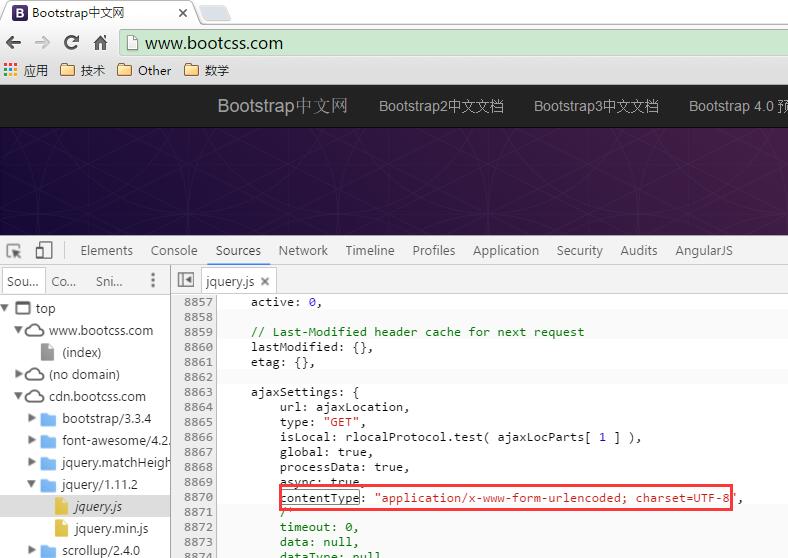 Bootstrap中文网
www.bootcss.com
应用 技术 Other 数学
Bootstrap中文网 Bootstrap2中文文档 Bootstrap3中文文档 Bootstrap 4.0 预
Elements Console Sources Network Timeline Profiles Application Security Audits AngularJS
Sou... Co... Sni...
jquery.js
top
www.bootcss.com
(index)
(no domain)
cdn.bootcss.com
bootstrap/3.3.4
font-awesome/4.2.
jquery.matchHeigh
jquery/1.11.2
jquery.js
jquery.min.js
scrollup/2.4.0
8857 active: 0,
8858
8859 // Last-Modified header cache for next request
8860 lastModified: {},
8861 etag: {},
8862
8863 ajaxSettings: {
8864 url: ajaxLocation,
8865 type: "GET",
8866 isLocal: rlocalProtocol.test( ajaxLocParts[ 1 ] ),
8867 global: true,
8868 processData: true,
8869 async: true,
8870 contentType: "application/x-www-form-urlencoded; charset=UTF-8",
8871 /*
8872 timeout: 0,
8873 data: null,
8874 dataType: null